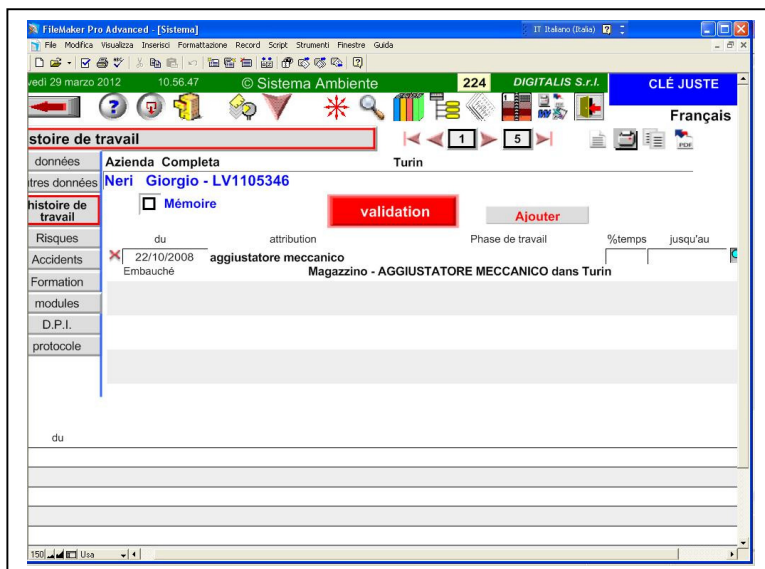 FileMaker Pro Advanced - [Sistema]
IT Italiano (Italia)
File Modifica Visualizza Inserisci Formattazione Record Script Strumenti Finestre Guida
vedi 29 marzo 2012 10.56.47 © Sistema Ambiente 224 DIGITALIS S.r.l. CLÉ JUSTE
Français
stoire de travail 1 5
PDF
données Azienda Completa Turin
tres données Neri Giorgio - LV1105346
histoire de travail
Mémoire validation Ajouter
Risques du attribution Phase de travail %temps jusqu'au
Accidents 22/10/2008 aggiustatore meccanico
Embauché Magazzino - AGGIUSTATORE MECCANICO dans Turin
Formation
modules
D.P.I.
protocole
du
150 Usa